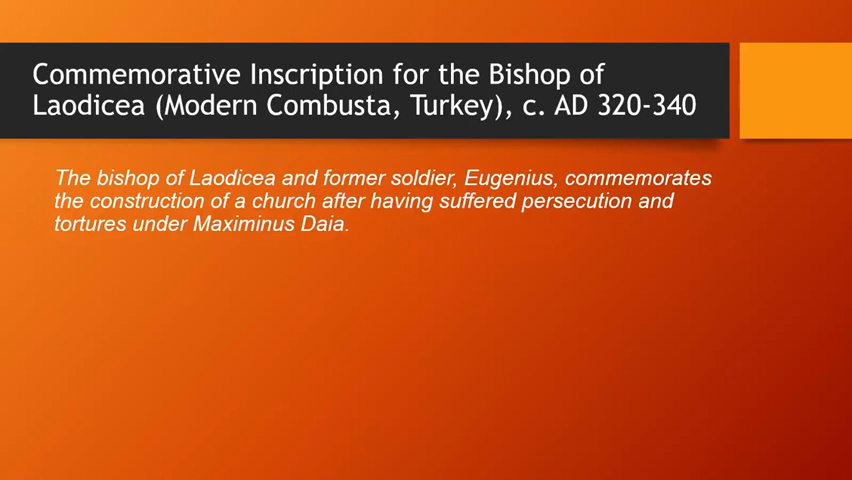 Commemorative Inscription for the Bishop of
Laodicea (Modern Combusta, Turkey), c. AD 320-340
The bishop of Laodicea and former soldier, Eugenius, commemorates
the construction of a church after having suffered persecution and
tortures under Maximinus Daia.